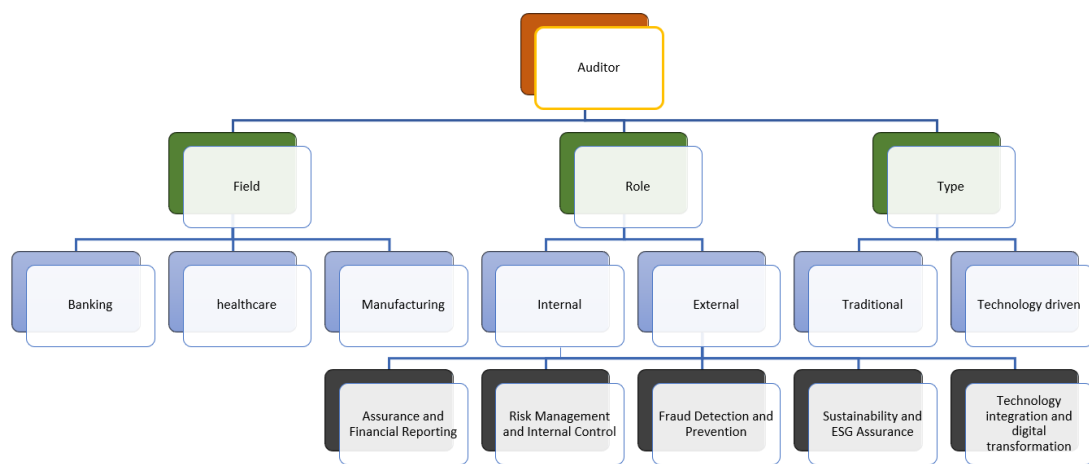 Auditor
Field
Role
Type
Banking
healthcare
Manufacturing
Internal
External
Traditional
Technology driven
Assurance and
Financial Reporting
Risk Management
and Internal Control
Fraud Detection and
Prevention
Sustainability and
ESG Assurance
Technology
integration and
digital
transformation